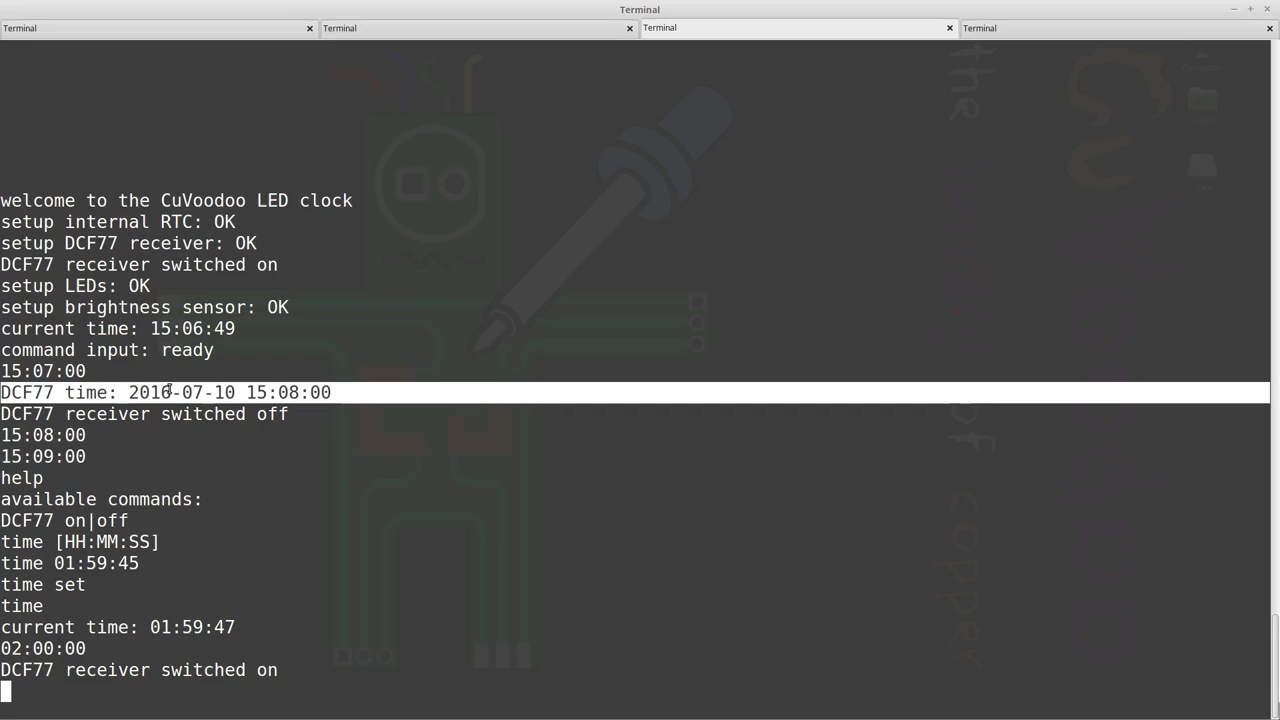 Terminal
Terminal
Terminal
Terminal
Terminal
the
Computer
welcome to the CuVoodoo LED clock
setup internal RTC: OK
setup DCF77 receiver: OK
DCF77 receiver switched on
setup LEDs: OK
setup brightness sensor: OK
current time: 15:06:49
command input: ready
15:07:00
DCF77 time: 2016-07-10 15:08:00
DCF77 receiver switched off
15:08:00
of
15:09:00
help
available commands:
DCF77 on|off
copper
time [HH:MM:SS]
time 01:59:45
time set
time
current time: 01:59:47
02:00:00
DCF77 receiver switched on